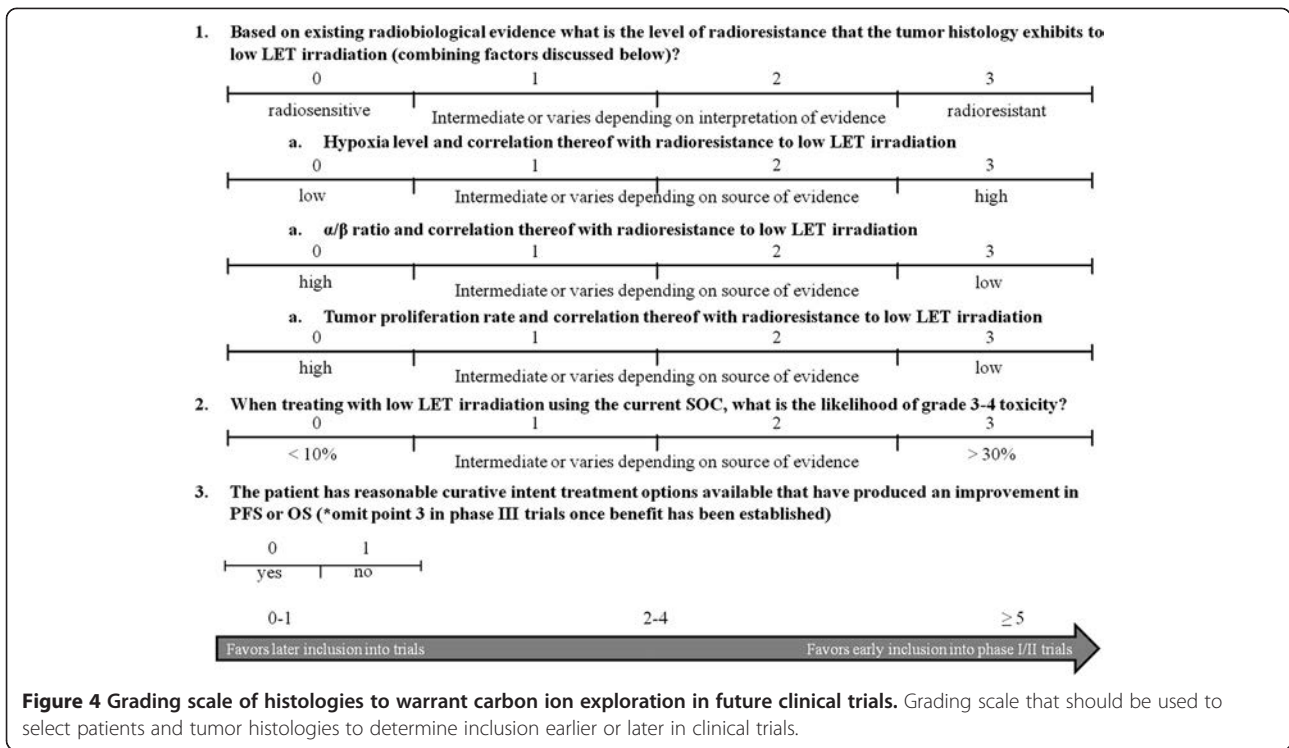 1. Based on existing radiobiological evidence what is the level of radioresistance that the tumor histology exhibits to
low LET irradiation (combining factors discussed below)?
0 1 2 3
radiosensitive Intermediate or varies depending on interpretation of evidence radioresistant
a. Hypoxia level and correlation thereof with radioresistance to low LET irradiation
0 1 2 3
low Intermediate or varies depending on source of evidence high
a. α/β ratio and correlation thereof with radioresistance to low LET irradiation
0 1 2 3
high Intermediate or varies depending on source of evidence low
a. Tumor proliferation rate and correlation thereof with radioresistance to low LET irradiation
0 1 2 3
high Intermediate or varies depending on source of evidence low
2. When treating with low LET irradiation using the current SOC, what is the likelihood of grade 3-4 toxicity?
0 1 2 3
< 10% Intermediate or varies depending on source of evidence > 30%
3. The patient has reasonable curative intent treatment options available that have produced an improvement in
PFS or OS (*omit point 3 in phase III trials once benefit has been established)
0 1
yes no
0-1 2-4 ≥ 5
Favors later inclusion into trials Favors early inclusion into phase I/II trials
Figure 4 Grading scale of histologies to warrant carbon ion exploration in future clinical trials. Grading scale that should be used to
select patients and tumor histologies to determine inclusion earlier or later in clinical trials.